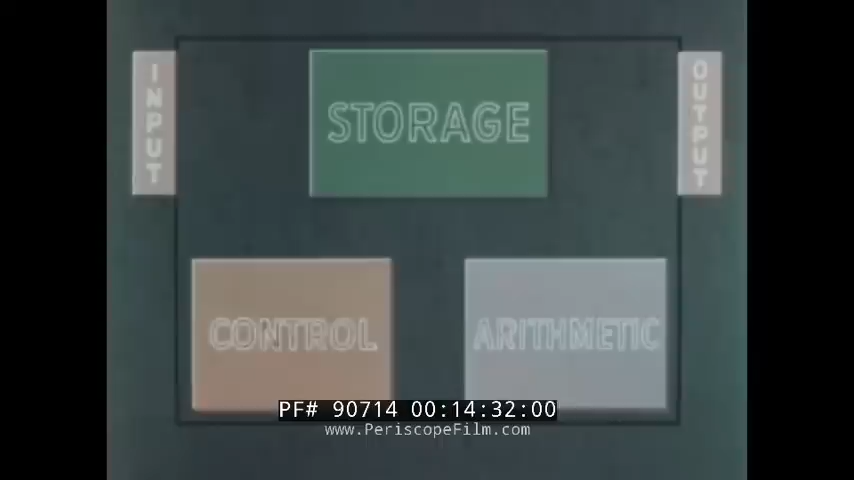 INPUT
STORAGE
OUTPUT
CONTROL
ARITHMETIC
PF# 90714 00:14:32:00
www.PeriscopeFilm.com